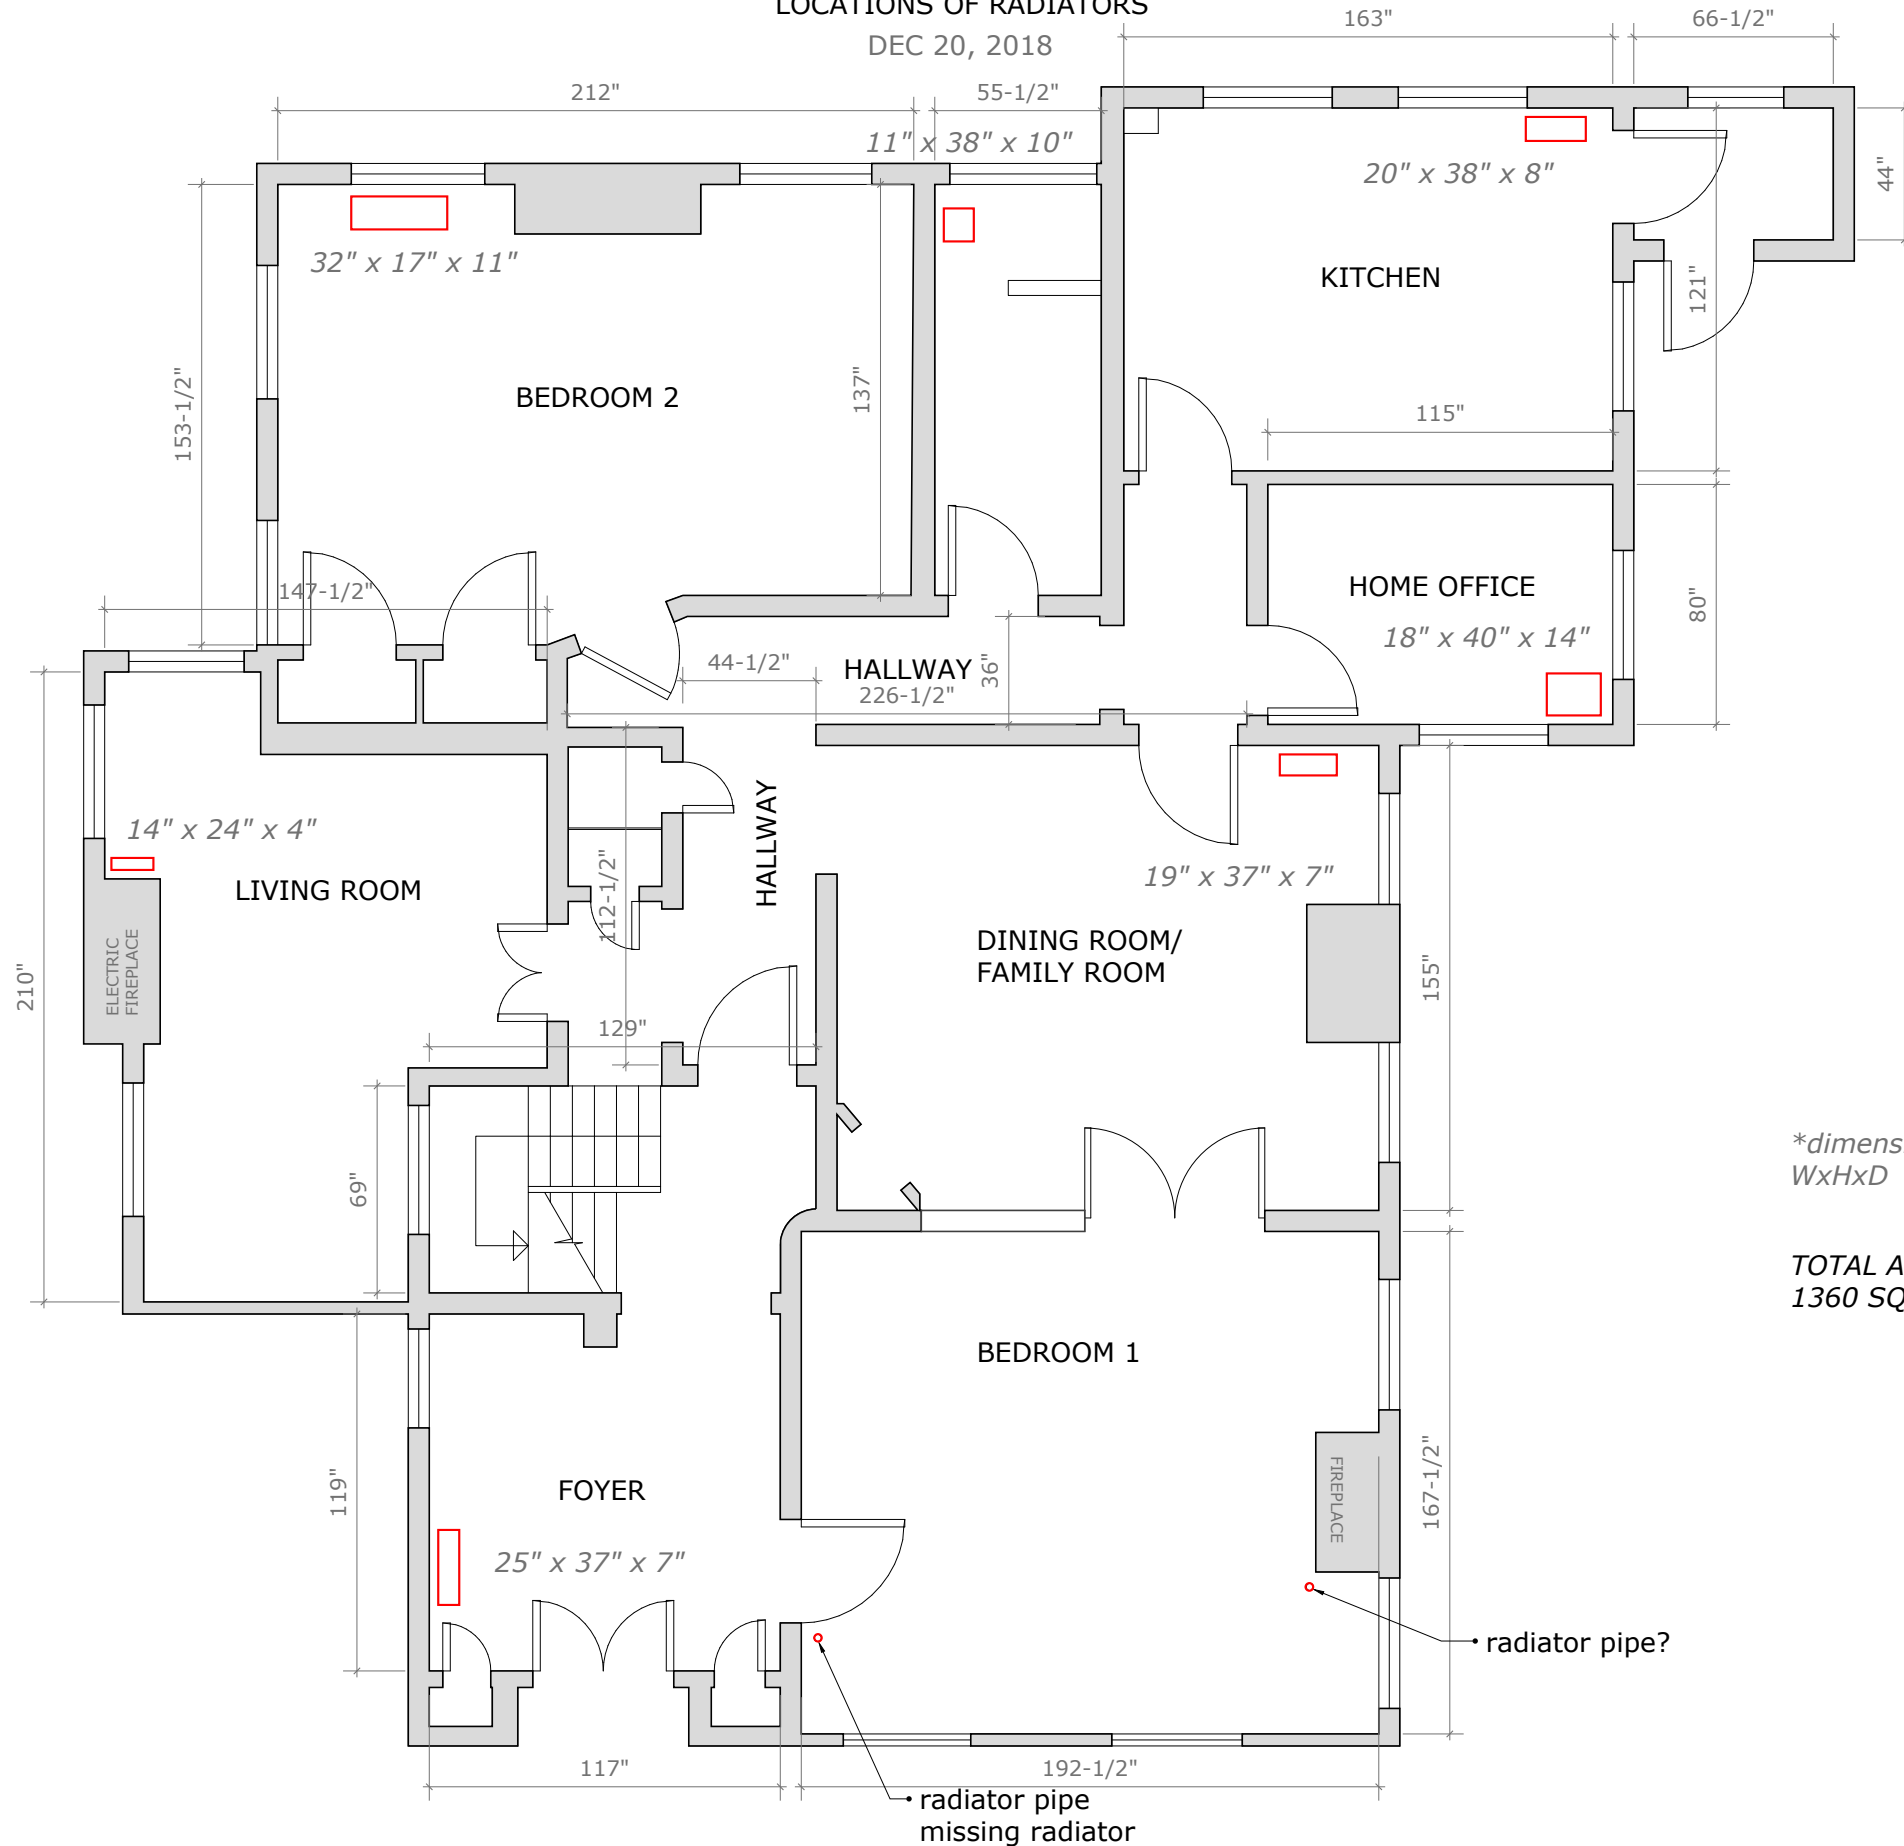 LOCATIONS OF RADIATORS
DEC 20, 2018
163"
66-1/2"
212"
55-1/2"
11" x 38" x 10"
20" x 38" x 8"
44"
32" x 17" x 11"
KITCHEN
121"
153-1/2"
BEDROOM 2
137"
115"
147-1/2"
HOME OFFICE
80"
18" x 40" x 14"
44-1/2"
HALLWAY
36"
226-1/2"
HALLWAY
14" x 24" x 4"
LIVING ROOM
112-1/2"
19" x 37" x 7"
DINING ROOM/
FAMILY ROOM
ELECTRIC
FIREPLACE
210"
155"
129"
69"
*dimens
WxHxD
TOTAL A
1360 SQ
BEDROOM 1
119"
FOYER
25" x 37" x 7"
FIREPLACE
167-1/2"
radiator pipe?
117"
192-1/2"
radiator pipe
missing radiator